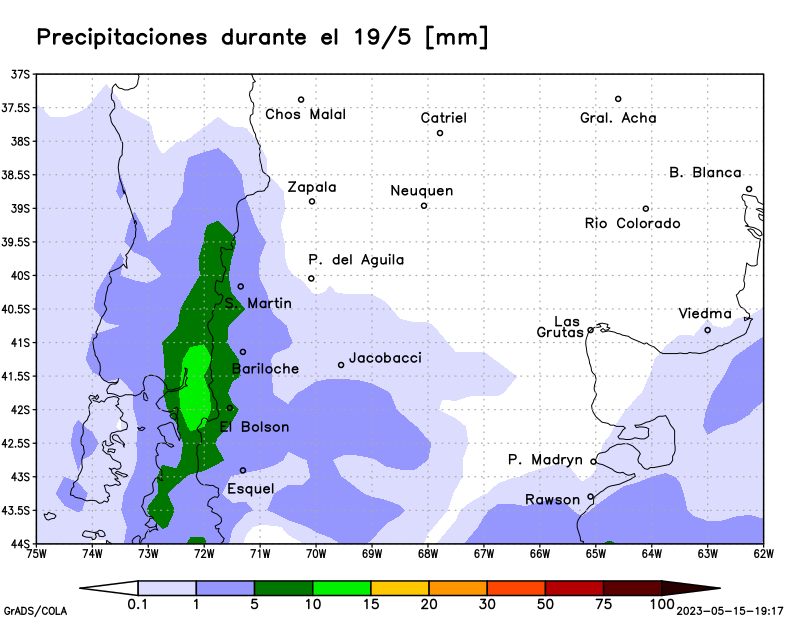 Precipitaciones durante el 19/5 [mm]
37S
37.5S
Chos Malal
Catriel
Gral. Acha
38S
38.5S
B. Blanca
Zapala
Neuquen
39S
Rio Colorado
39.5S
P. del Aguila
40S
S. Martin
40.5S
Las
Grutas
Viedma
41S
Bariloche
Jacobacci
41.5S
42S
El Bolson
42.5S
P. Madryn
43S
Esquel
Rawson
43.5S
44S
75W 74W 73W 72W 71W 70W 69W 68W 67W 66W 65W 64W 63W 62W
0.1 1 5 10 15 20 30 50 75 100
GrADS/COLA
2023-05-15-19:17